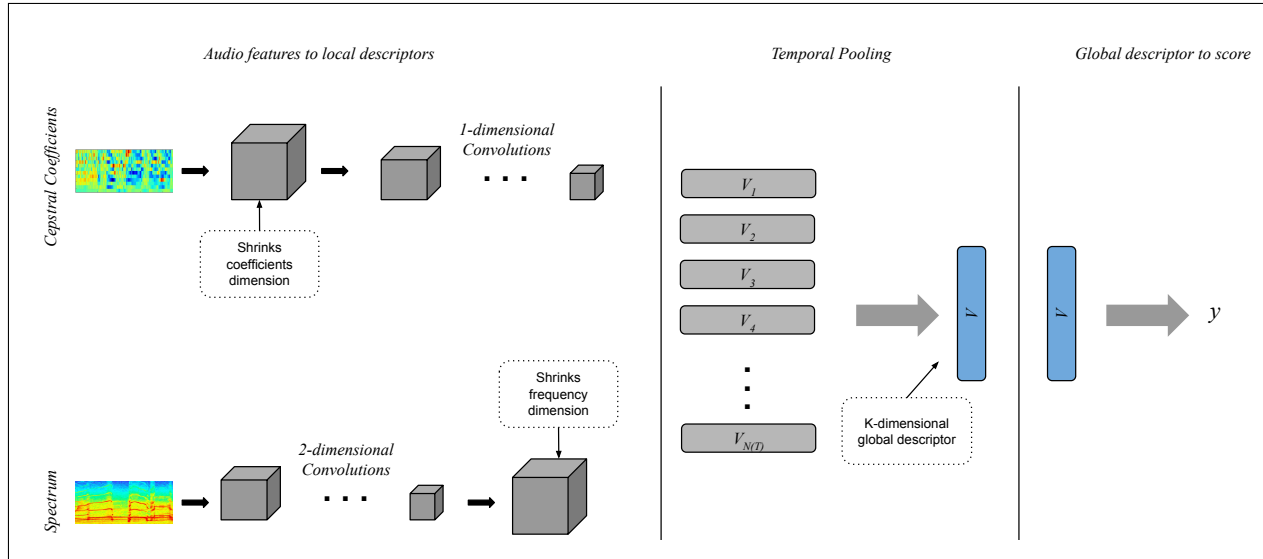 Audio features to local descriptors
Temporal Pooling
Global descriptor to score
Cepstral Coefficients
1-dimensional
Convolutions
. . .
Shrinks
coefficients
dimension
Spectrum
2-dimensional
Convolutions
. . .
Shrinks
frequency
dimension
V1
V2
V3
V4
.
.
.
VN(T)
V
K-dimensional
global descriptor
V
y